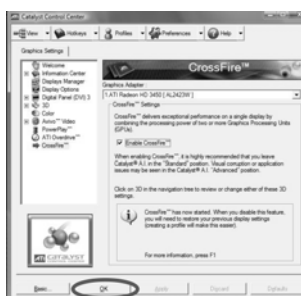 Catalyst Control Center
View
Hotkeys
Profiles
Preferences
Help
Graphics Settings
Welcome
Information Center
Displays Manager
Display Options
Digital Panel (DVI) 3
3D
Color
Avivo™ Video
PowerPlay™
ATI Overdrive™
CrossFire™
CrossFire™
Graphics Adapter :
1.ATI Radeon HD 3450 [ AL2423W ]
CrossFire™ Settings
CrossFire™ delivers exceptional performance on a single display by
combining the processing power of two or more Graphics Processing Units
(GPUs).
Enable CrossFire™
When enabling CrossFire™, it is highly recommended that you leave
Catalyst® A.I. in the "Standard" position. Visual corruption or application
issues may be seen in the Catalyst® A.I. "Advanced" position.
Click on 3D in the navigation tree to review or change either of these 3D
settings.
CrossFire™ has now started. When you disable this feature,
you will need to restore your previous display settings
(creating a profile will make this easier).
For more information, press F1
ATI CATALYST
Basic...
OK
Apply
Discard
Defaults